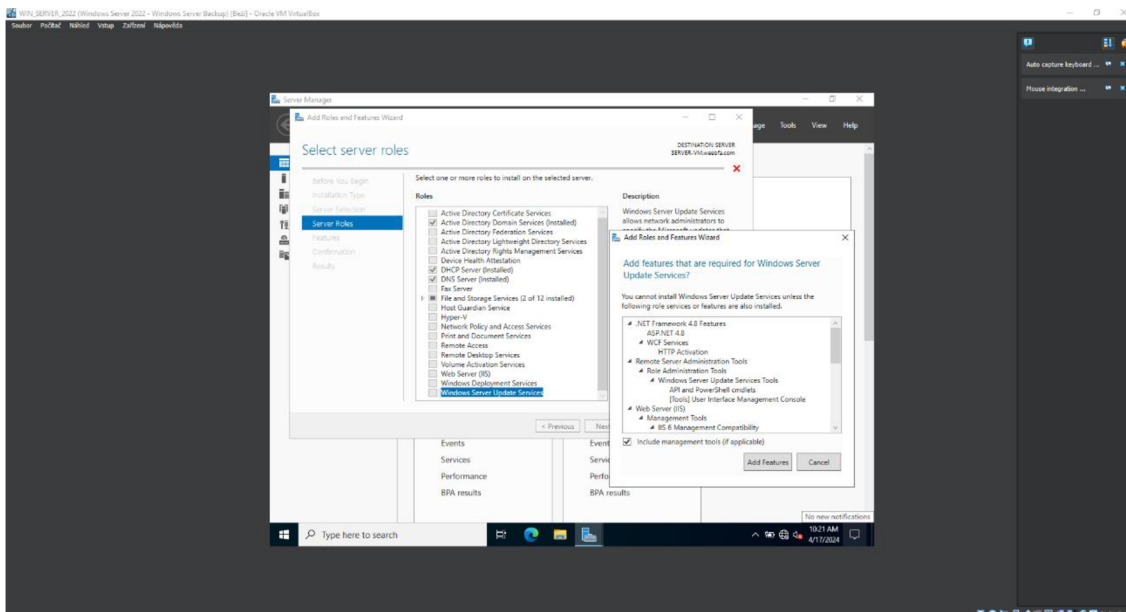 WIN_SERVER_2022 (Windows Server 2022 - Windows Server Backup) [Beží] - Oracle VM VirtualBox
Soubor Počítač Náhled Vstup Zařízení Nápověda
Auto capture keyboard ...
Mouse integration ...
Server Manager
Add Roles and Features Wizard
Tools View Help
Select server roles
DESTINATION SERVER
Before You Begin
Installation Type
Server Selection
Server Roles
Features
Confirmation
Results
Select one or more roles to install on the selected server.
Roles
Active Directory Certificate Services
Active Directory Domain Services (Installed)
Active Directory Federation Services
Active Directory Lightweight Directory Services
Active Directory Rights Management Services
Device Health Attestation
DHCP Server (Installed)
DNS Server (Installed)
Fax Server
File and Storage Services (2 of 12 installed)
Host Guardian Service
Hyper-V
Network Policy and Access Services
Print and Document Services
Remote Access
Remote Desktop Services
Volume Activation Services
Web Server (IIS)
Windows Deployment Services
Windows Server Update Services
Description
Windows Server Update Services
allows network administrators to
< Previous
Add Roles and Features Wizard
Add features that are required for Windows Server
Update Services?
You cannot install Windows Server Update Services unless the
following role services or features are also installed.
.NET Framework 4.8 Features
ASP.NET 4.8
WCF Services
HTTP Activation
Remote Server Administration Tools
Role Administration Tools
Windows Server Update Services Tools
API and PowerShell cmdlets
[Tools] User Interface Management Console
Web Server (IIS)
Management Tools
IIS 6 Management Compatibility
Include management tools (if applicable)
Add Features Cancel
Events
Services
Performance
BPA results
BPA results
No new notifications
Type here to search
10:21 AM
4/17/2024